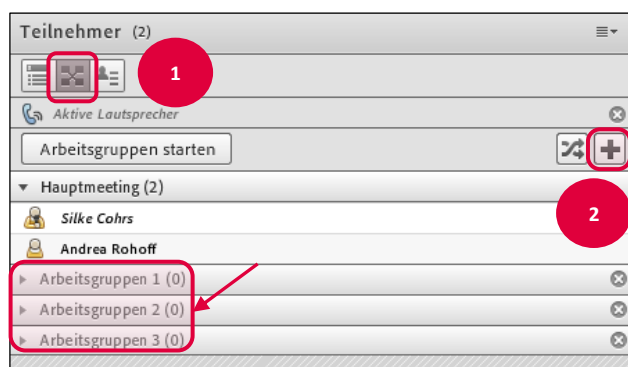 Teilnehmer (2)
1
Aktive Lautsprecher
Arbeitsgruppen starten
Hauptmeeting (2)
2
Silke Cohrs
Andrea Rohoff
Arbeitsgruppen 1 (0)
Arbeitsgruppen 2 (0)
Arbeitsgruppen 3 (0)